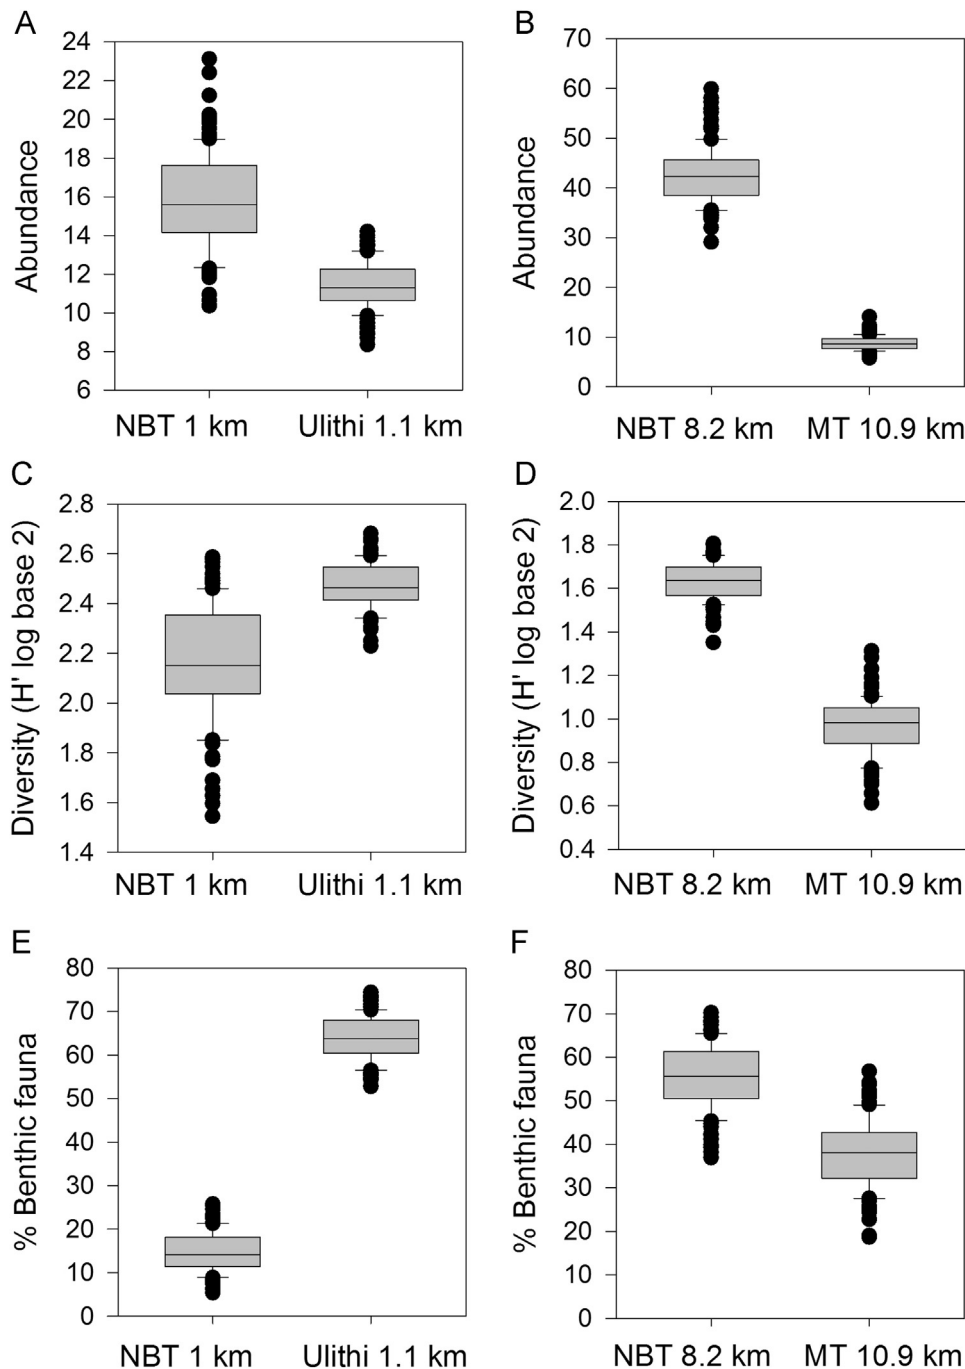 A
Abundance
24
22
20
18
16
14
12
10
8
6
NBT 1 km
Ulithi 1.1 km
B
Abundance
70
60
50
40
30
20
10
0
NBT 8.2 km
MT 10.9 km
C
Diversity (H' log base 2)
2.8
2.6
2.4
2.2
2.0
1.8
1.6
1.4
NBT 1 km
Ulithi 1.1 km
D
Diversity (H' log base 2)
2.0
1.8
1.6
1.4
1.2
1.0
0.8
0.6
0.4
NBT 8.2 km
MT 10.9 km
E
% Benthic fauna
80
70
60
50
40
30
20
10
0
NBT 1 km
Ulithi 1.1 km
F
% Benthic fauna
80
70
60
50
40
30
20
10
0
NBT 8.2 km
MT 10.9 km